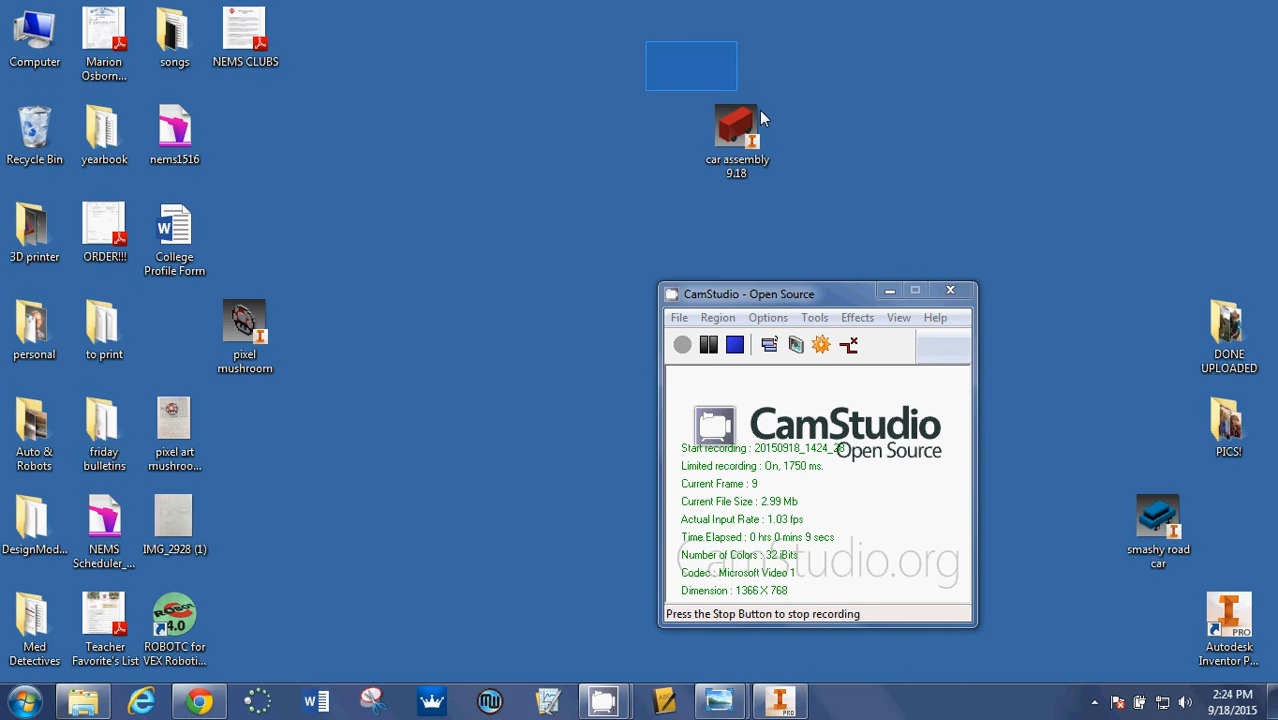 Computer
Marion
Osborn...
songs
NEMS CLUBS
car assembly
9.18
Recycle Bin
yearbook
nems1516
3D printer
ORDER!!!
College
Profile Form
personal
to print
pixel
mushroom
Auto &
Robots
friday
bulletins
pixel art
mushroo...
DesignMod...
NEMS
Scheduler_...
IMG_2928 (1)
Med
Detectives
Teacher
Favorite's List
ROBOTC for
VEX Roboti...
CamStudio - Open Source
File Region Options Tools Effects View Help
CamStudio
Open Source
Start recording : 20150918_1424_28
Limited recording : On, 1750 ms.
Current Frame : 9
Current File Size : 2.99 Mb
Actual Input Rate : 1.03 fps
Time Elapsed : 0 hrs 0 mins 9 secs
Number of Colors : 32 Bits
CamStudio.org
Codec : Microsoft Video 1
Dimension : 1366 X 768
Press the Stop Button to stop recording
DONE
UPLOADED
PICS!
smashy road
car
PRO
Autodesk
Inventor P...
2:24 PM
9/18/2015